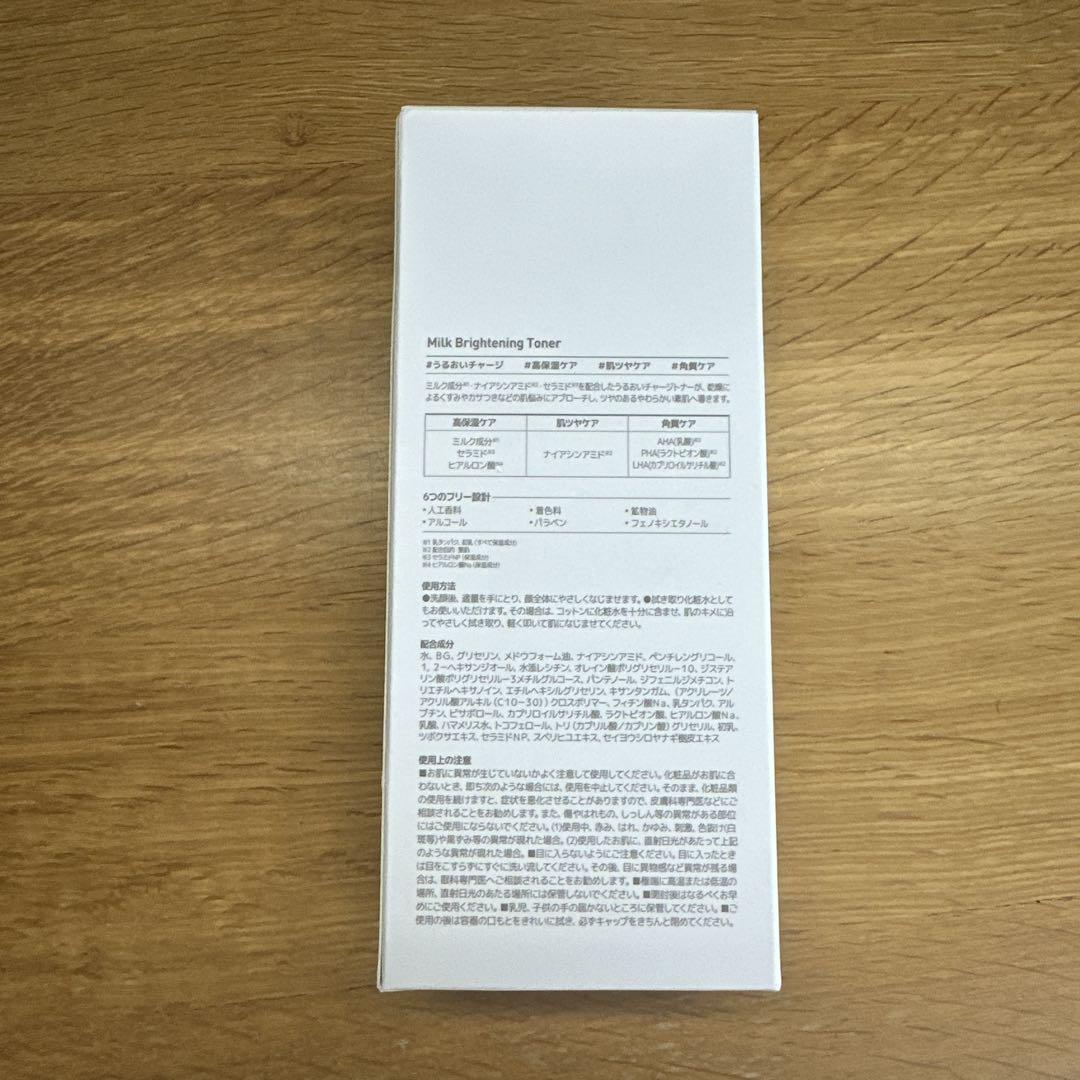 Milk Brightening Toner
#うるおいチャージ #高保湿ケア #肌ツヤケア #角質ケア
ミルク成分※1・ナイアシンアミド※2・セラミド※3を配合したうるおいチャージトナーが、乾燥に
よるくすみやカサつきなどの肌悩みにアプローチし、ツヤのあるやわらかい素肌へ導きます。
高保湿ケア 肌ツヤケア 角質ケア
ミルク成分※1
セラミド※3
ヒアルロン酸※4
ナイアシンアミド※2
AHA(乳酸)※2
PHA(ラクトビオン酸)※2
LHA(カプリロイルサリチル酸)※2
6つのフリー設計
・人工香料 ・着色料 ・鉱物油
・アルコール ・パラベン ・フェノキシエタノール
※1 乳タンパク、初乳(すべて保湿成分)
※2 配合目的:整肌
※3 セラミドNP(保湿成分)
※4 ヒアルロン酸Na(保湿成分)
使用方法
●洗顔後、適量を手にとり、顔全体にやさしくなじませます。●拭き取り化粧水として
もお使いいただけます。その場合は、コットンに化粧水を十分に含ませ、肌のキメに沿
ってやさしく拭き取り、軽く叩いて肌になじませてください。
配合成分
水、BG、グリセリン、メドウフォーム油、ナイアシンアミド、ペンチレングリコール、
1, 2-ヘキサンジオール、水添レシチン、オレイン酸ポリグリセリル-10、ジステア
リン酸ポリグリセリル-3メチルグルコース、パンテノール、ジフェニルジメチコン、ト
リエチルヘキサノイン、エチルヘキシルグリセリン、キサンタンガム、(アクリレーツ/
アクリル酸アルキル(C10-30))クロスポリマー、フィチン酸Na、乳タンパク、アル
ブチン、ビサボロール、カプリロイルサリチル酸、ラクトビオン酸、ヒアルロン酸Na、
乳酸、ハマメリス水、トコフェロール、トリ(カプリル酸/カプリン酸)グリセリル、初乳、
ツボクサエキス、セラミドNP、スベリヒユエキス、セイヨウシロヤナギ樹皮エキス
使用上の注意
■お肌に異常が生じていないかよく注意して使用してください。化粧品がお肌に合
わないとき、即ち次のような場合には、使用を中止してください。そのまま、化粧品類
の使用を続けますと、症状を悪化させることがありますので、皮膚科専門医などにご
相談されることをお勧めします。また、傷やはれもの、しっしん等の異常がある部位
にはご使用にならないでください。(1)使用中、赤み、はれ、かゆみ、刺激、色抜け(白
斑等)や黒ずみ等の異常が現れた場合。(2)使用したお肌に、直射日光があたって上記
のような異常が現れた場合。■目に入らないようにご注意ください。目に入ったとき
は目をこすらずにすぐに洗い流してください。その後、目に異物感など異常が残る場
合は、眼科専門医へご相談されることをお勧めします。■極端に高温または低温の
場所、直射日光のあたる場所には保管しないでください。■開封後はなるべくお早
めにご使用ください。■乳児、子供の手の届かないところに保管してください。■ご
使用の後は容器の口もとをきれいに拭き、必ずキャップをきちんと閉めてください。